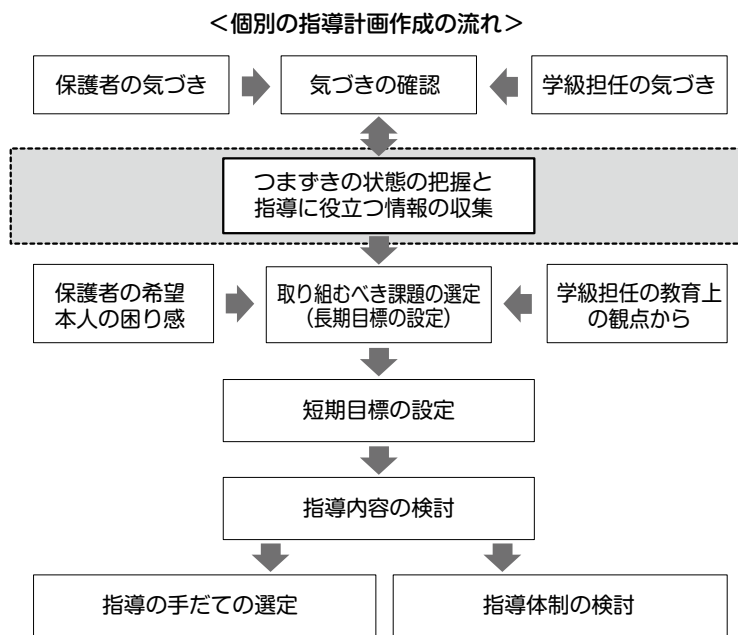 ＜個別の指導計画作成の流れ＞
保護者の気づき
気づきの確認
学級担任の気づき
つまずきの状態の把握と
指導に役立つ情報の収集
保護者の希望
本人の困り感
取り組むべき課題の選定
（長期目標の設定）
学級担任の教育上
の観点から
短期目標の設定
指導内容の検討
指導の手だての選定
指導体制の検討